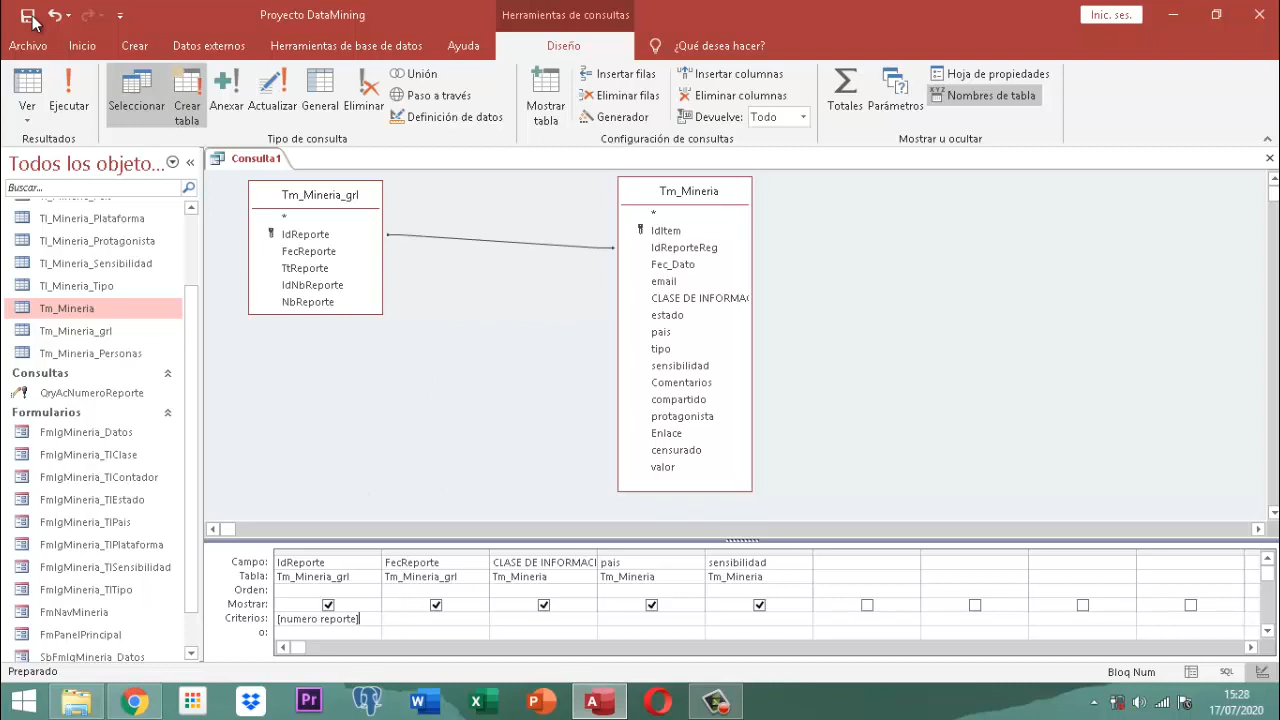 Proyecto DataMining
Herramientas de consultas
Inic. ses.
Archivo
Inicio
Crear
Datos externos
Herramientas de base de datos
Ayuda
Diseño
¿Qué desea hacer?
Ver
Ejecutar
Seleccionar
Crear tabla
Anexar
Actualizar
General
Eliminar
Unión
Paso a través
Definición de datos
Mostrar tabla
Insertar filas
Eliminar filas
Generador
Insertar columnas
Eliminar columnas
Devuelve: Todo
Totales
Parámetros
Hoja de propiedades
Nombres de tabla
Resultados
Tipo de consulta
Configuración de consultas
Mostrar u ocultar
Todos los objeto...
Buscar...
Tl_Mineria_Plataforma
Tl_Mineria_Protagonista
Tl_Mineria_Sensibilidad
Tl_Mineria_Tipo
Tm_Mineria
Tm_Mineria_grl
Tm_Mineria_Personas
Consultas
QryAcNumeroReporte
Formularios
FmIgMineria_Datos
FmIgMineria_TlClase
FmIgMineria_TlContador
FmIgMineria_TlEstado
FmIgMineria_TlPais
FmIgMineria_TlPlataforma
FmIgMineria_TlSensibilidad
FmIgMineria_TlTipo
FmNavMineria
FmPanelPrincipal
SbFmIgMineria_Datos
Consulta1
Tm_Mineria_grl
*
IdReporte
FecReporte
TtReporte
IdNbReporte
NbReporte
Tm_Mineria
*
IdItem
IdReporteReg
Fec_Dato
email
CLASE DE INFORMAC
estado
pais
tipo
sensibilidad
Comentarios
compartido
protagonista
Enlace
censurado
valor
Campo: IdReporte FecReporte CLASE DE INFORMACI pais sensibilidad
Tabla: Tm_Mineria_grl Tm_Mineria_grl Tm_Mineria Tm_Mineria Tm_Mineria
Orden:
Mostrar:
Criterios: [numero reporte]
o:
Preparado
Bloq Num
SQL
15:28
17/07/2020